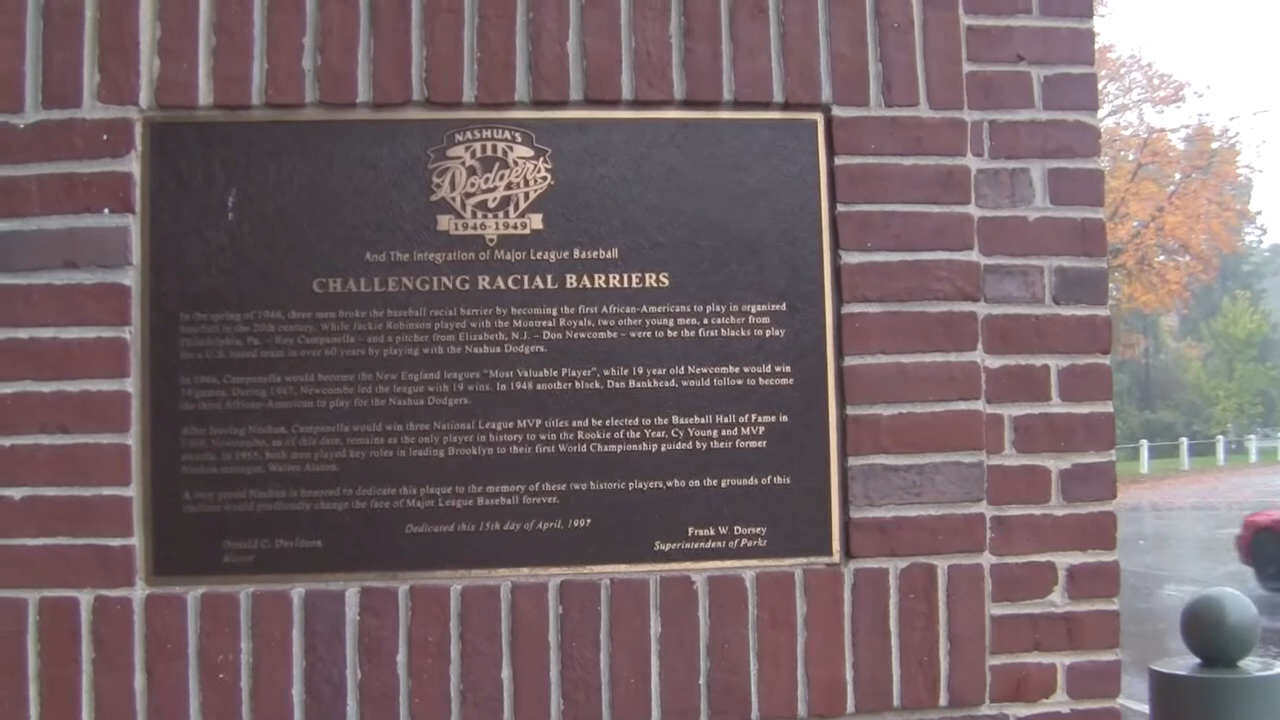 NASHUA'S
Dodgers
1946-1949
And The Integration of Major League Baseball
CHALLENGING RACIAL BARRIERS
In the spring of 1946, three men broke the baseball racial barrier by becoming the first African-Americans to play in organized
baseball in the 20th century. While Jackie Robinson played with the Montreal Royals, two other young men, a catcher from
Philadelphia, Pa. – Roy Campanella – and a pitcher from Elizabeth, N.J. – Don Newcombe – were to be the first blacks to play
for a U.S. based team in over 60 years by playing with the Nashua Dodgers.
In 1946, Campanella would become the New England leagues "Most Valuable Player", while 19 year old Newcombe would win
14 games. During 1947, Newcombe led the league with 19 wins. In 1948 another black, Dan Bankhead, would follow to become
the third African-American to play for the Nashua Dodgers.
After leaving Nashua, Campanella would win three National League MVP titles and be elected to the Baseball Hall of Fame in
1969. Newcombe, as of this date, remains as the only player in history to win the Rookie of the Year, Cy Young and MVP
awards. In 1955, both men played key roles in leading Brooklyn to their first World Championship guided by their former
Nashua manager, Walter Alston.
A very proud Nashua is honored to dedicate this plaque to the memory of these two historic players,who on the grounds of this
stadium would profoundly change the face of Major League Baseball forever.
Dedicated this 15th day of April, 1997
Donald C. Davidson
Mayor
Frank W. Dorsey
Superintendent of Parks